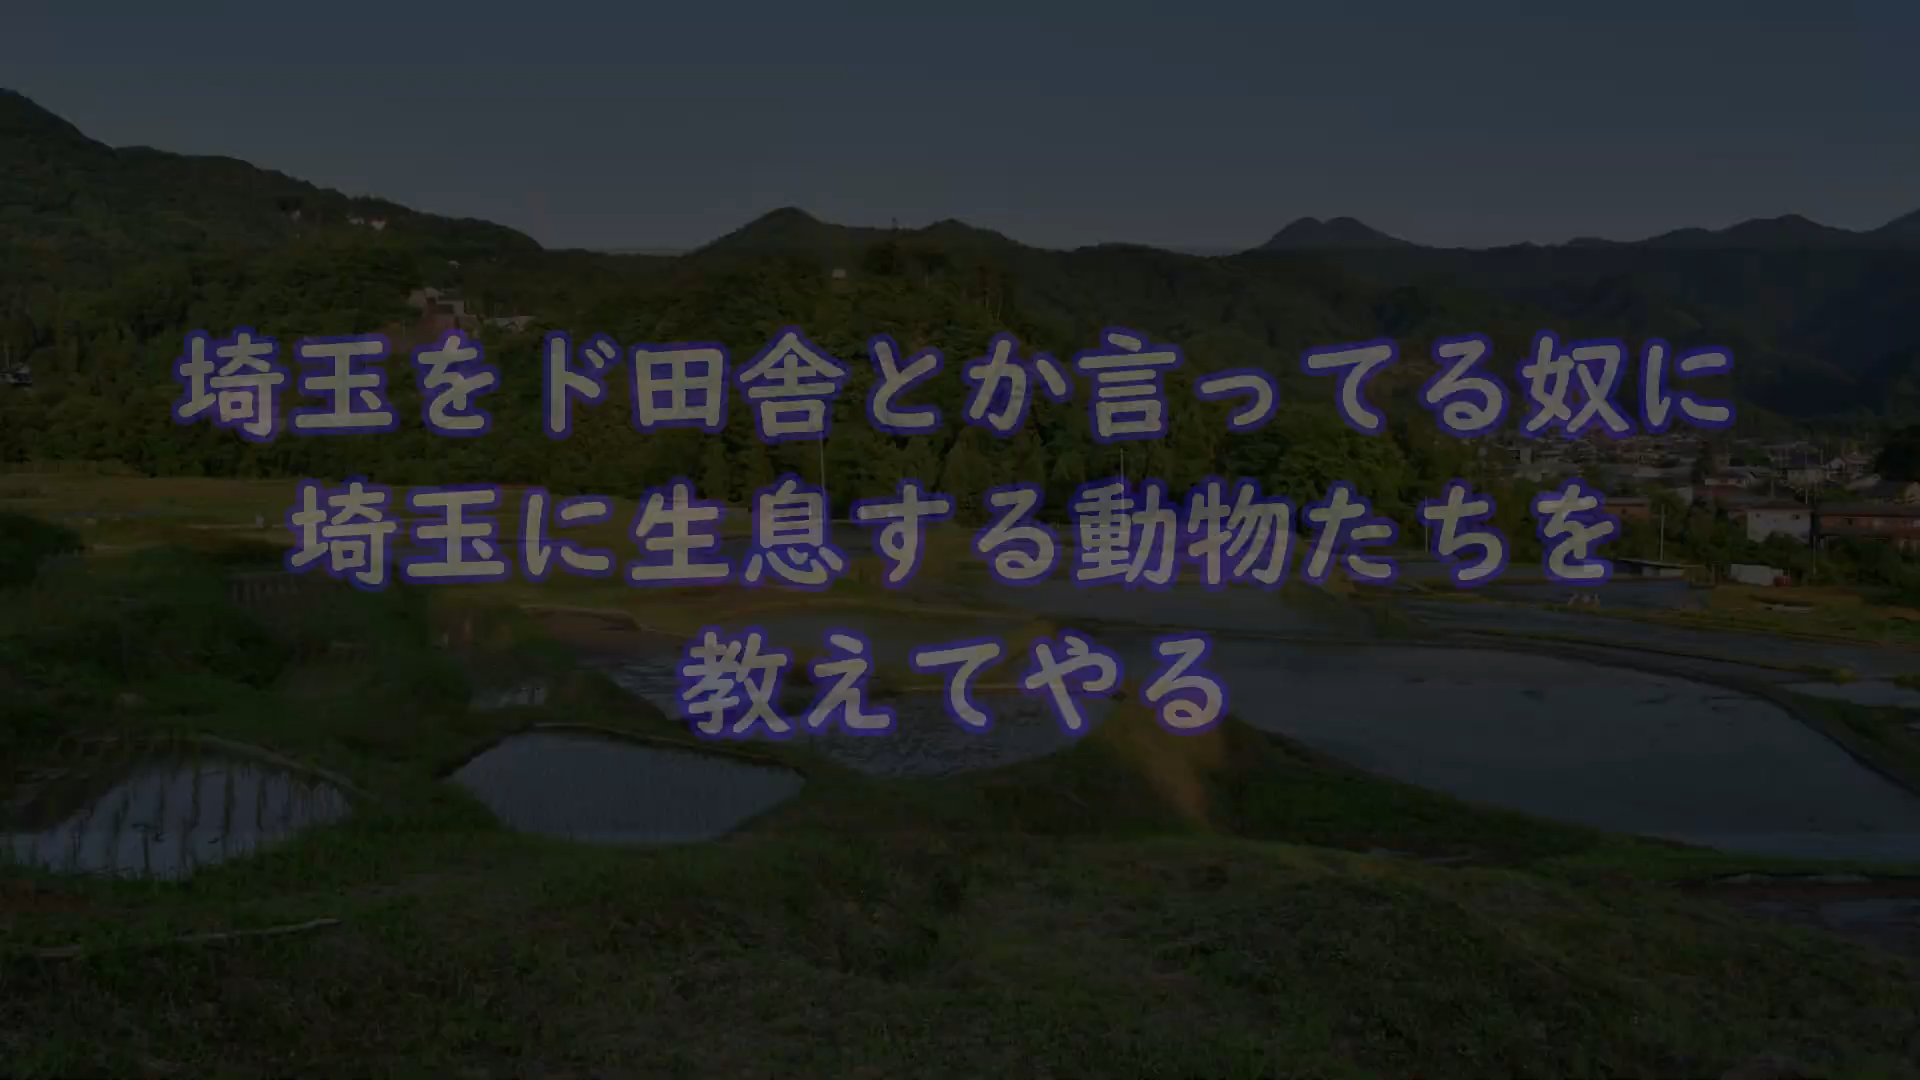 埼玉をド田舎とか言ってる奴に
埼玉に生息する動物たちを
教えてやる